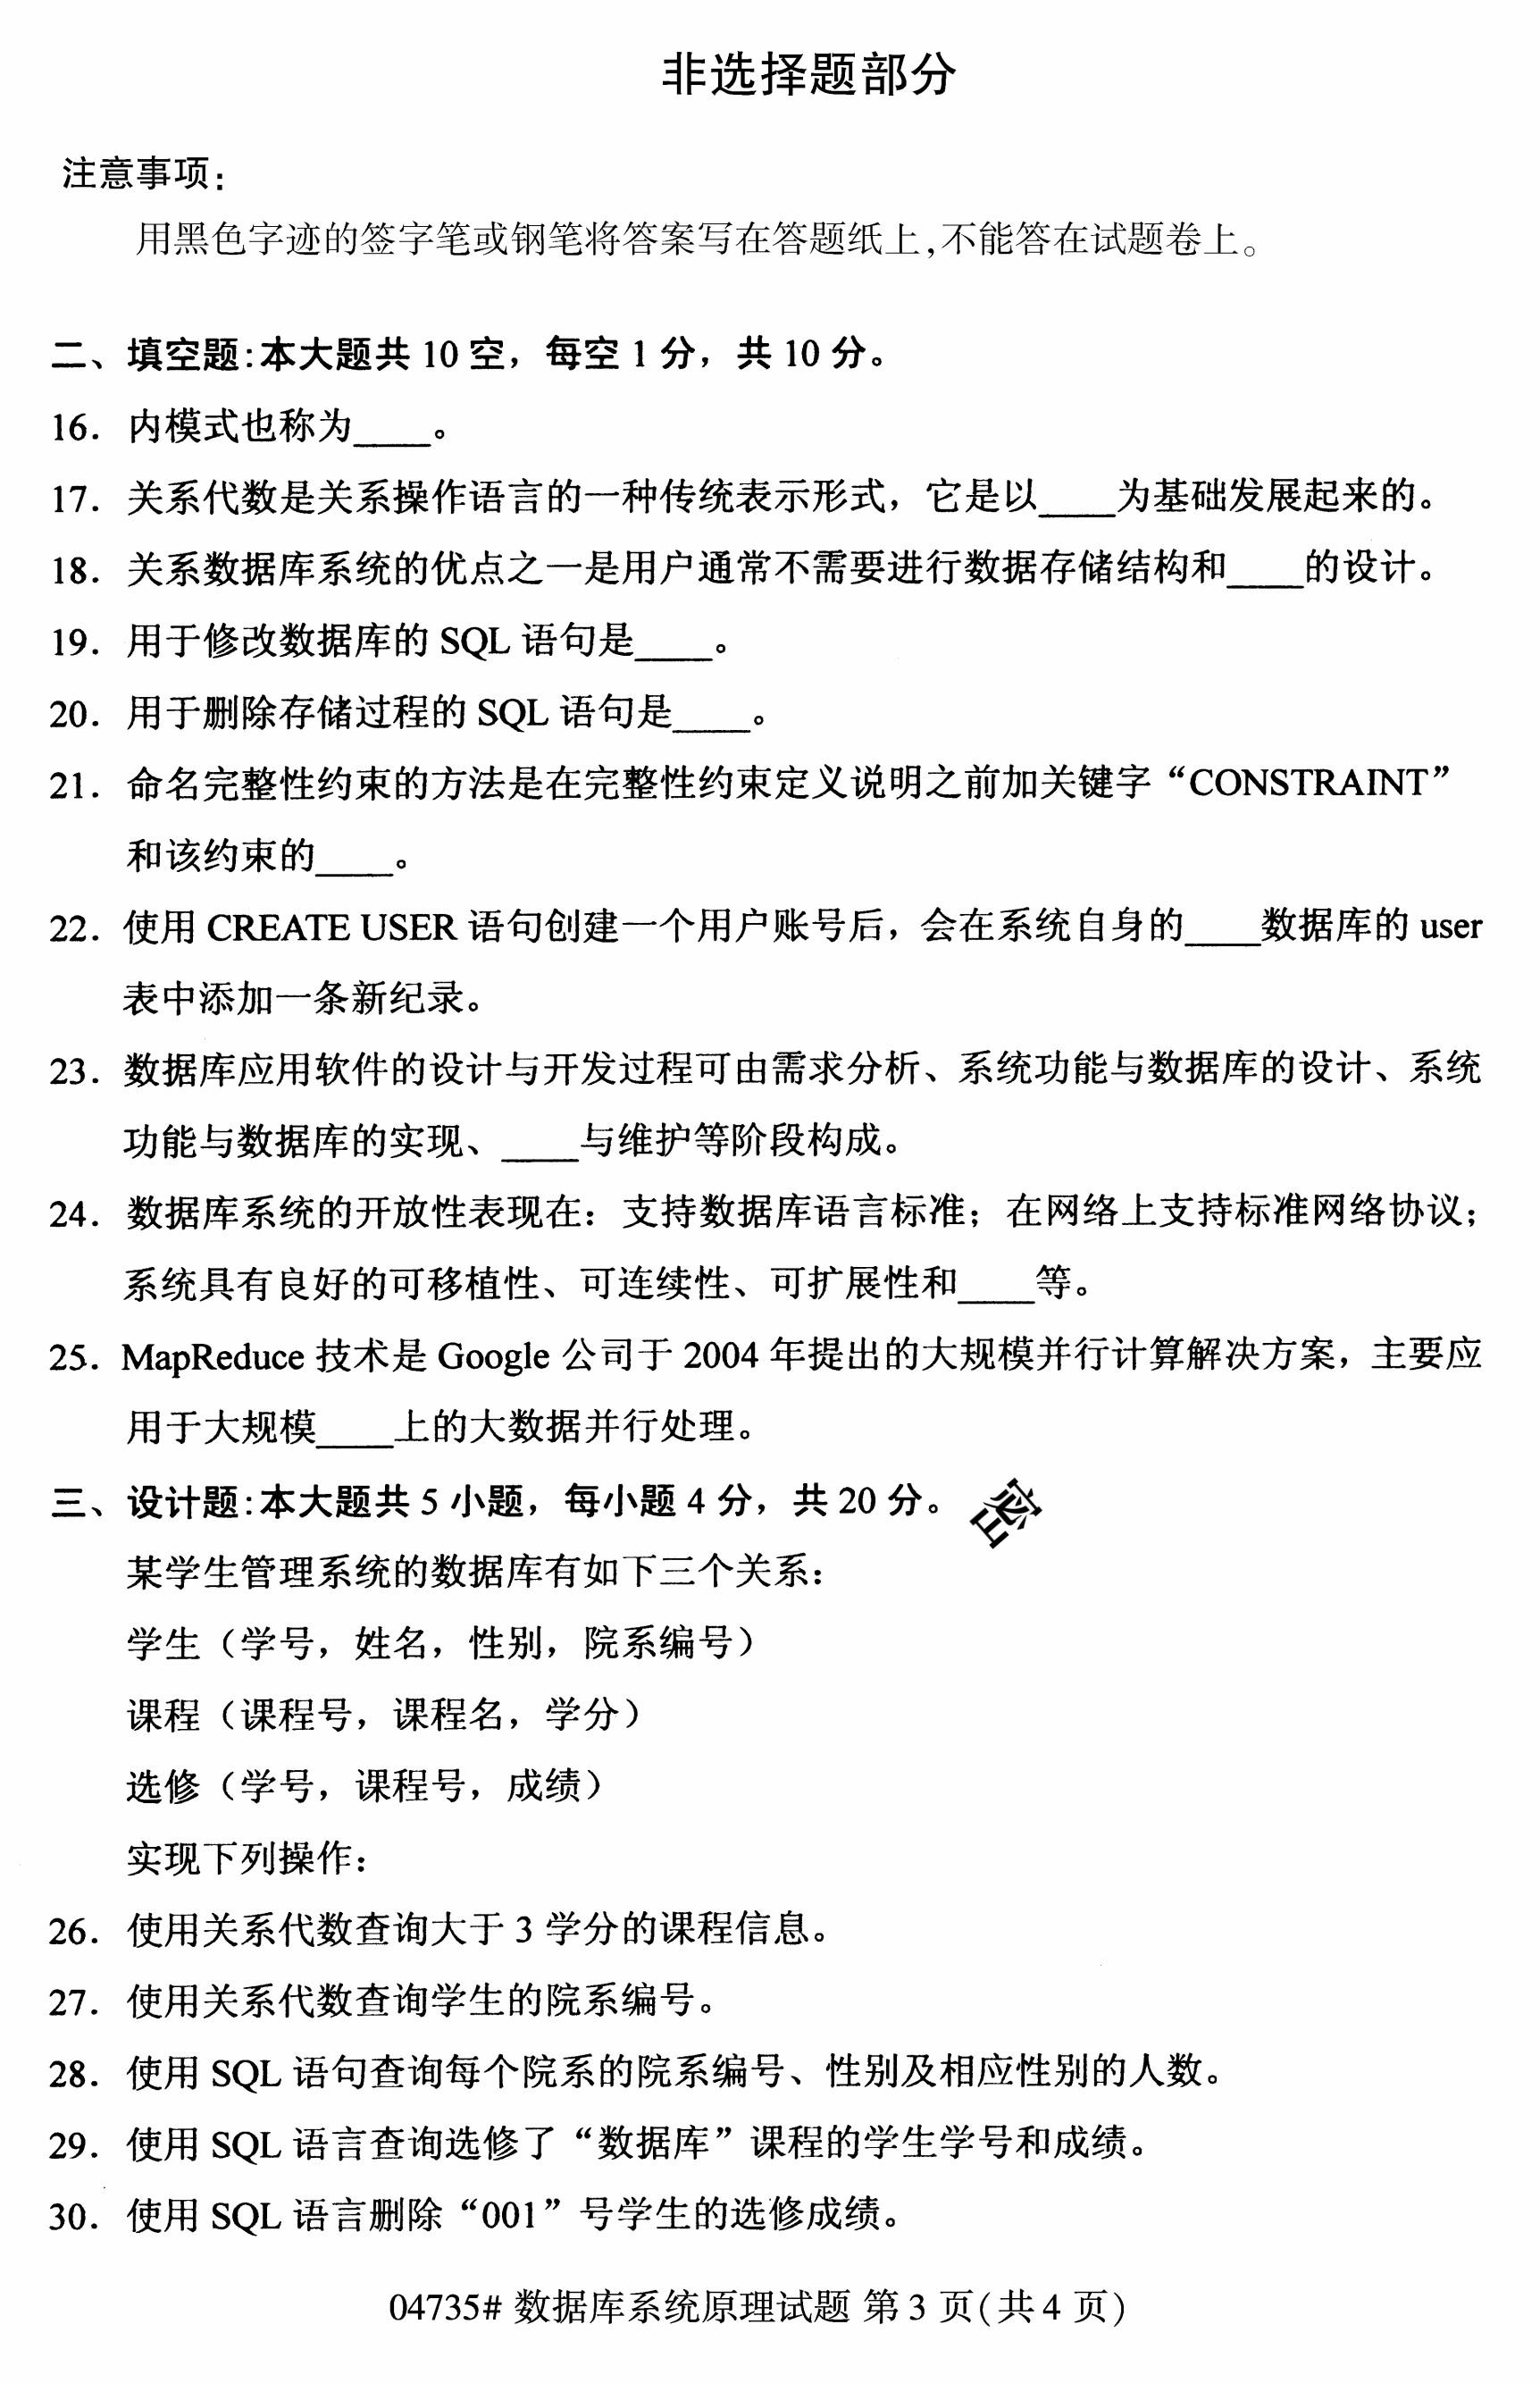 非选择题部分
注意事项：
用黑色字迹的签字笔或钢笔将答案写在答题纸上,不能答在试题卷上。
二、填空题:本大题共 10 空，每空 1 分，共 10 分。
16．内模式也称为____。
17．关系代数是关系操作语言的一种传统表示形式，它是以____为基础发展起来的。
18．关系数据库系统的优点之一是用户通常不需要进行数据存储结构和____的设计。
19．用于修改数据库的 SQL 语句是____。
20．用于删除存储过程的 SQL 语句是____。
21．命名完整性约束的方法是在完整性约束定义说明之前加关键字“CONSTRAINT”
和该约束的____。
22．使用 CREATE USER 语句创建一个用户账号后，会在系统自身的____数据库的 user
表中添加一条新纪录。
23．数据库应用软件的设计与开发过程可由需求分析、系统功能与数据库的设计、系统
功能与数据库的实现、____与维护等阶段构成。
24．数据库系统的开放性表现在：支持数据库语言标准；在网络上支持标准网络协议；
系统具有良好的可移植性、可连续性、可扩展性和____等。
25．MapReduce 技术是 Google 公司于 2004 年提出的大规模并行计算解决方案，主要应
用于大规模____上的大数据并行处理。
三、设计题:本大题共 5 小题，每小题 4 分，共 20 分。 密
某学生管理系统的数据库有如下三个关系：
学生（学号，姓名，性别，院系编号）
课程（课程号，课程名，学分）
选修（学号，课程号，成绩）
实现下列操作：
26．使用关系代数查询大于 3 学分的课程信息。
27．使用关系代数查询学生的院系编号。
28．使用 SQL 语句查询每个院系的院系编号、性别及相应性别的人数。
29．使用 SQL 语言查询选修了“数据库”课程的学生学号和成绩。
30．使用 SQL 语言删除“001”号学生的选修成绩。
04735# 数据库系统原理试题 第 3 页(共 4 页)